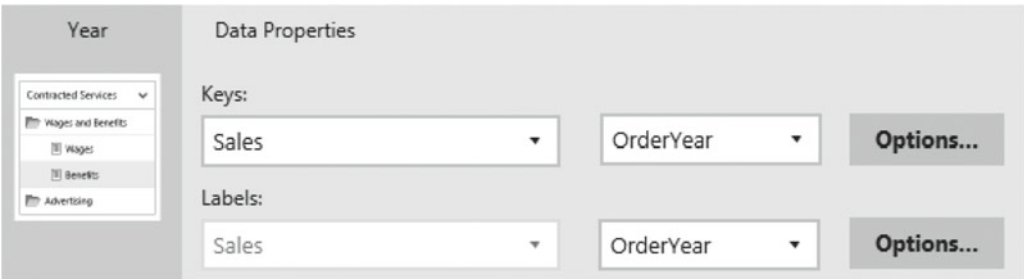 Year
Data Properties
Contracted Services
Wages and Benefits
Wages
Benefits
Advertising
Keys:
Sales
OrderYear
Options...
Labels:
Sales
OrderYear
Options...